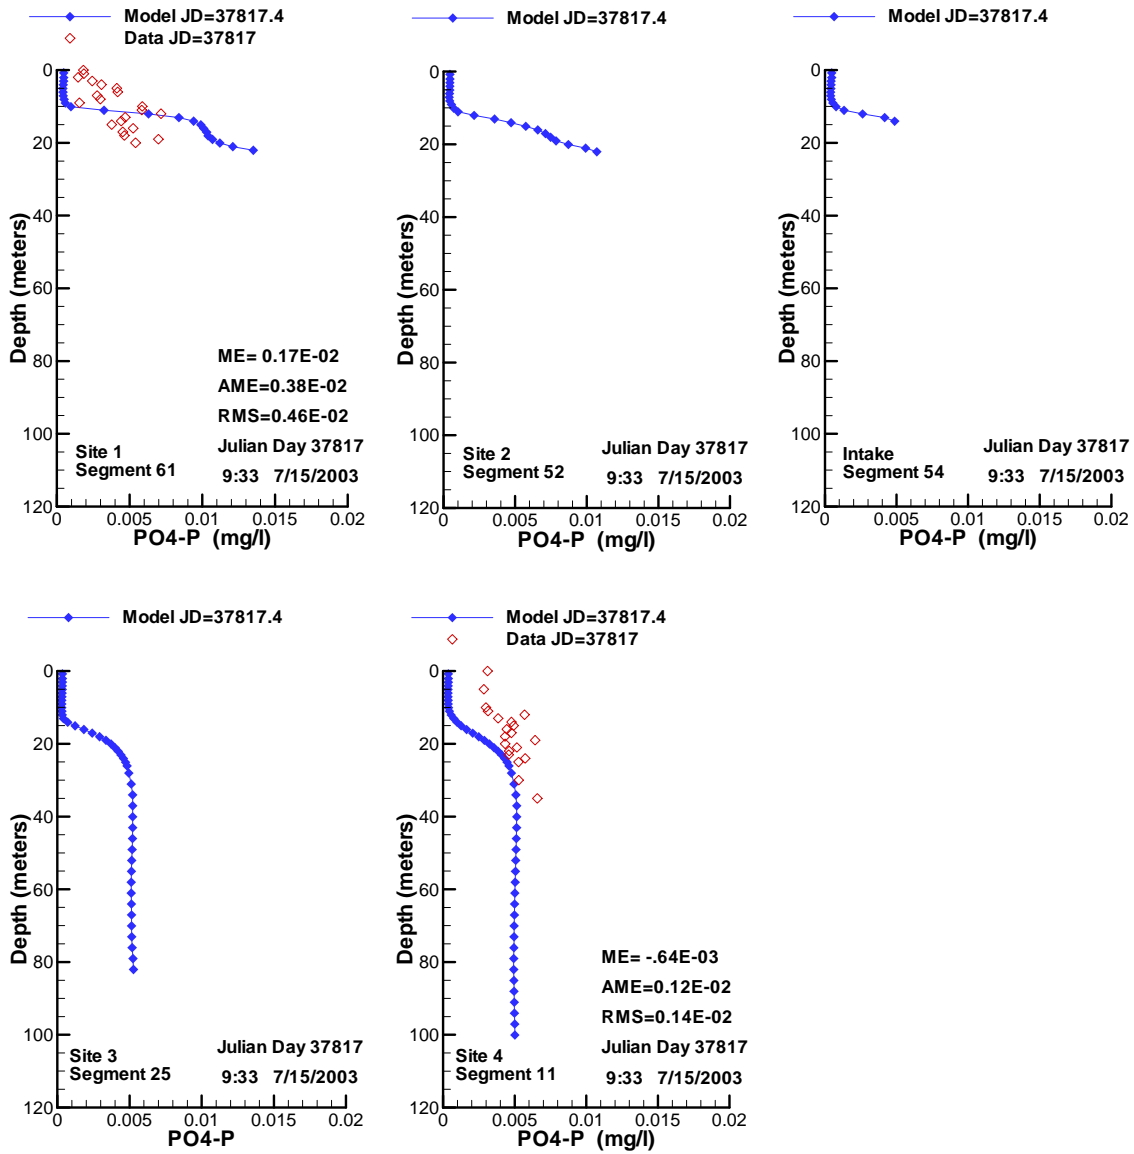 Model JD=37817.4
Data JD=37817
0
20
40
60
80
100
120
Depth (meters)
ME= 0.17E-02
AME=0.38E-02
RMS=0.46E-02
Julian Day 37817
9:33 7/15/2003
Site 1
Segment 61
0 0.005 0.01 0.015 0.02
PO4-P (mg/l)
Model JD=37817.4
0
20
40
60
80
100
120
Depth (meters)
Site 2
Segment 52
Julian Day 37817
9:33 7/15/2003
0 0.005 0.01 0.015 0.02
PO4-P (mg/l)
Model JD=37817.4
0
20
40
60
80
100
120
Depth (meters)
Intake
Segment 54
Julian Day 37817
9:33 7/15/2003
0 0.005 0.01 0.015 0.02
PO4-P (mg/l)
Model JD=37817.4
0
20
40
60
80
100
120
Depth (meters)
Site 3
Segment 25
Julian Day 37817
9:33 7/15/2003
0 0.005 0.01 0.015 0.02
PO4-P
Model JD=37817.4
Data JD=37817
0
20
40
60
80
100
120
Depth (meters)
ME= -.64E-03
AME=0.12E-02
RMS=0.14E-02
Julian Day 37817
9:33 7/15/2003
Site 4
Segment 11
0 0.005 0.01 0.015 0.02
PO4-P (mg/l)